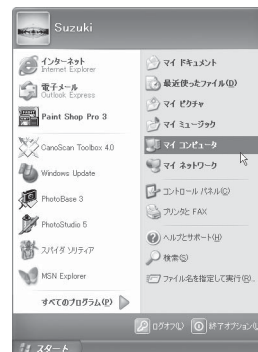 Suzuki
インターネット
Internet Explorer
電子メール
Outlook Express
Paint Shop Pro 3
CanoScan Toolbox 4.0
Windows Update
PhotoBase 3
PhotoStudio 5
スパイダ ソリティア
MSN Explorer
すべてのプログラム(P)
マイ ドキュメント
最近使ったファイル(D)
マイ ピクチャ
マイ ミュージック
マイ コンピュータ
マイ ネットワーク
コントロール パネル(C)
プリンタと FAX
ヘルプとサポート(H)
検索(S)
ファイル名を指定して実行(R)...
ログオフ(L)
終了オプション(U)
スタート